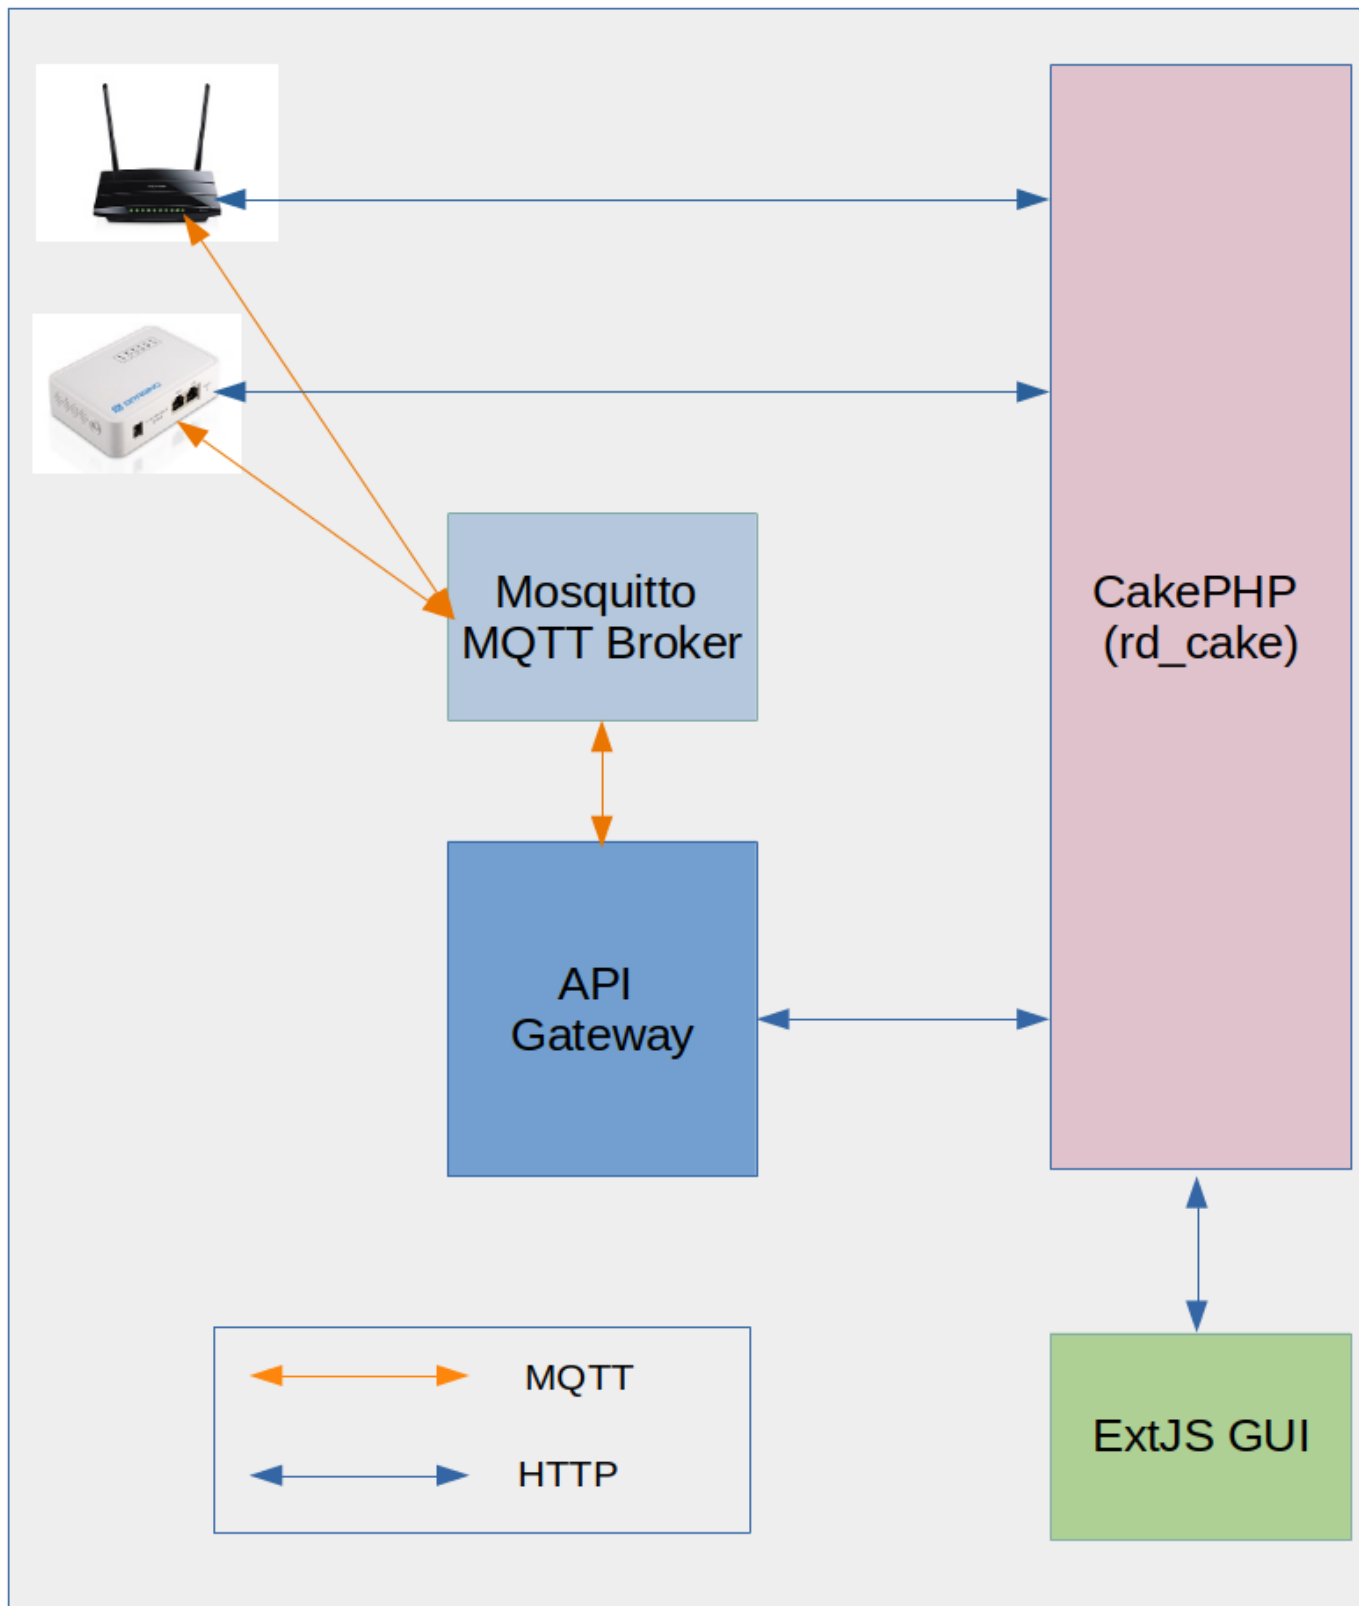 Mosquitto
MQTT Broker
CakePHP
(rd_cake)
API
Gateway
MQTT
HTTP
ExtJS GUI